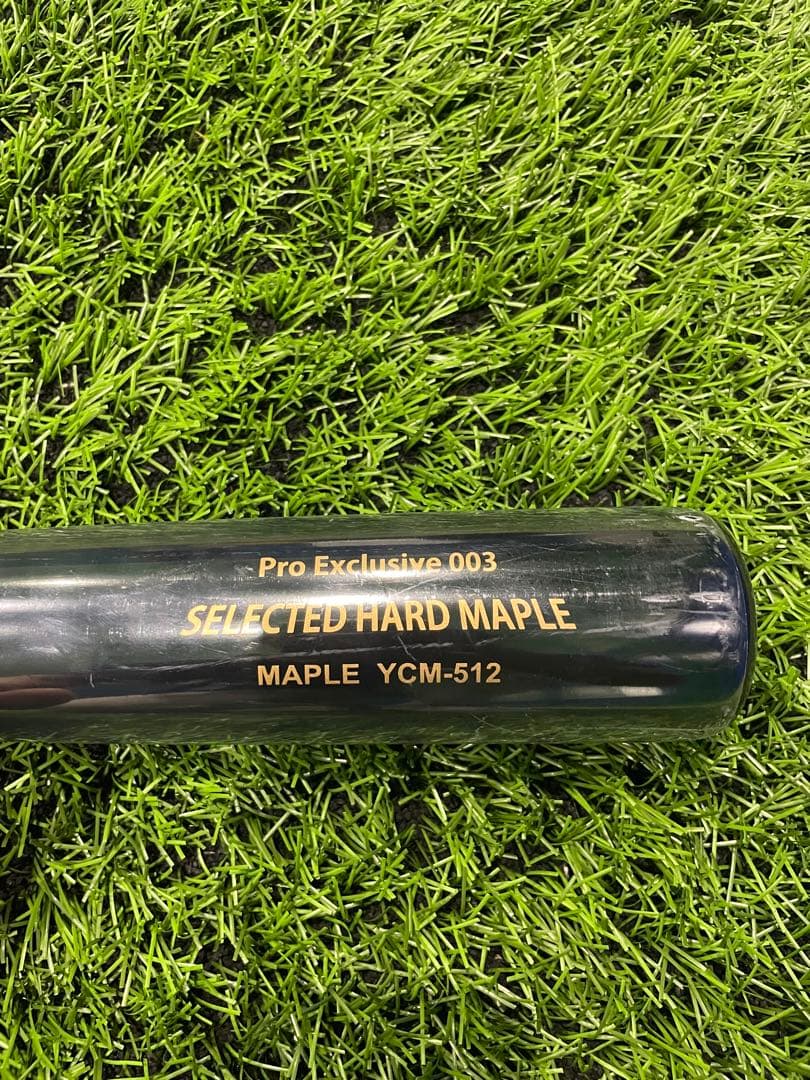 Pro Exclusive 003
SELECTED HARD MAPLE
MAPLE YCM-512